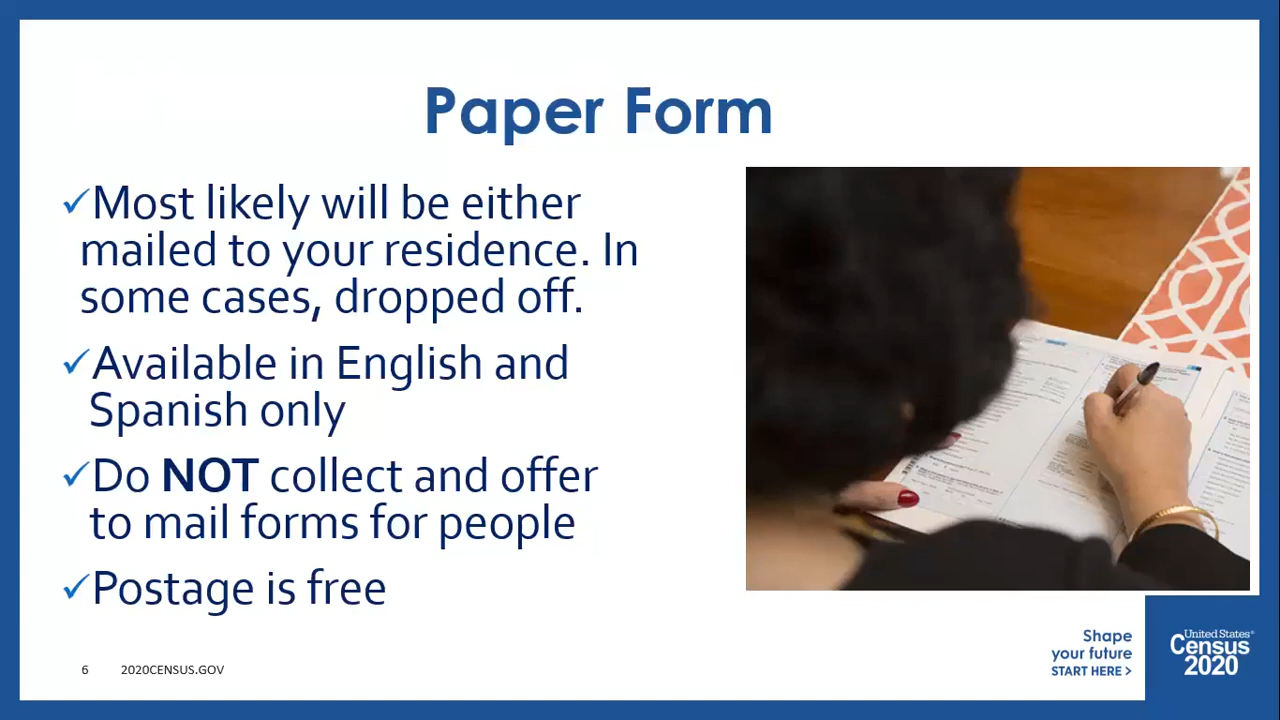 Paper Form
✓Most likely will be either
mailed to your residence. In
some cases, dropped off.
✓Available in English and
Spanish only
✓Do NOT collect and offer
to mail forms for people
✓Postage is free
6 2020CENSUS.GOV
Shape
your future
START HERE >
United States®
Census
2020